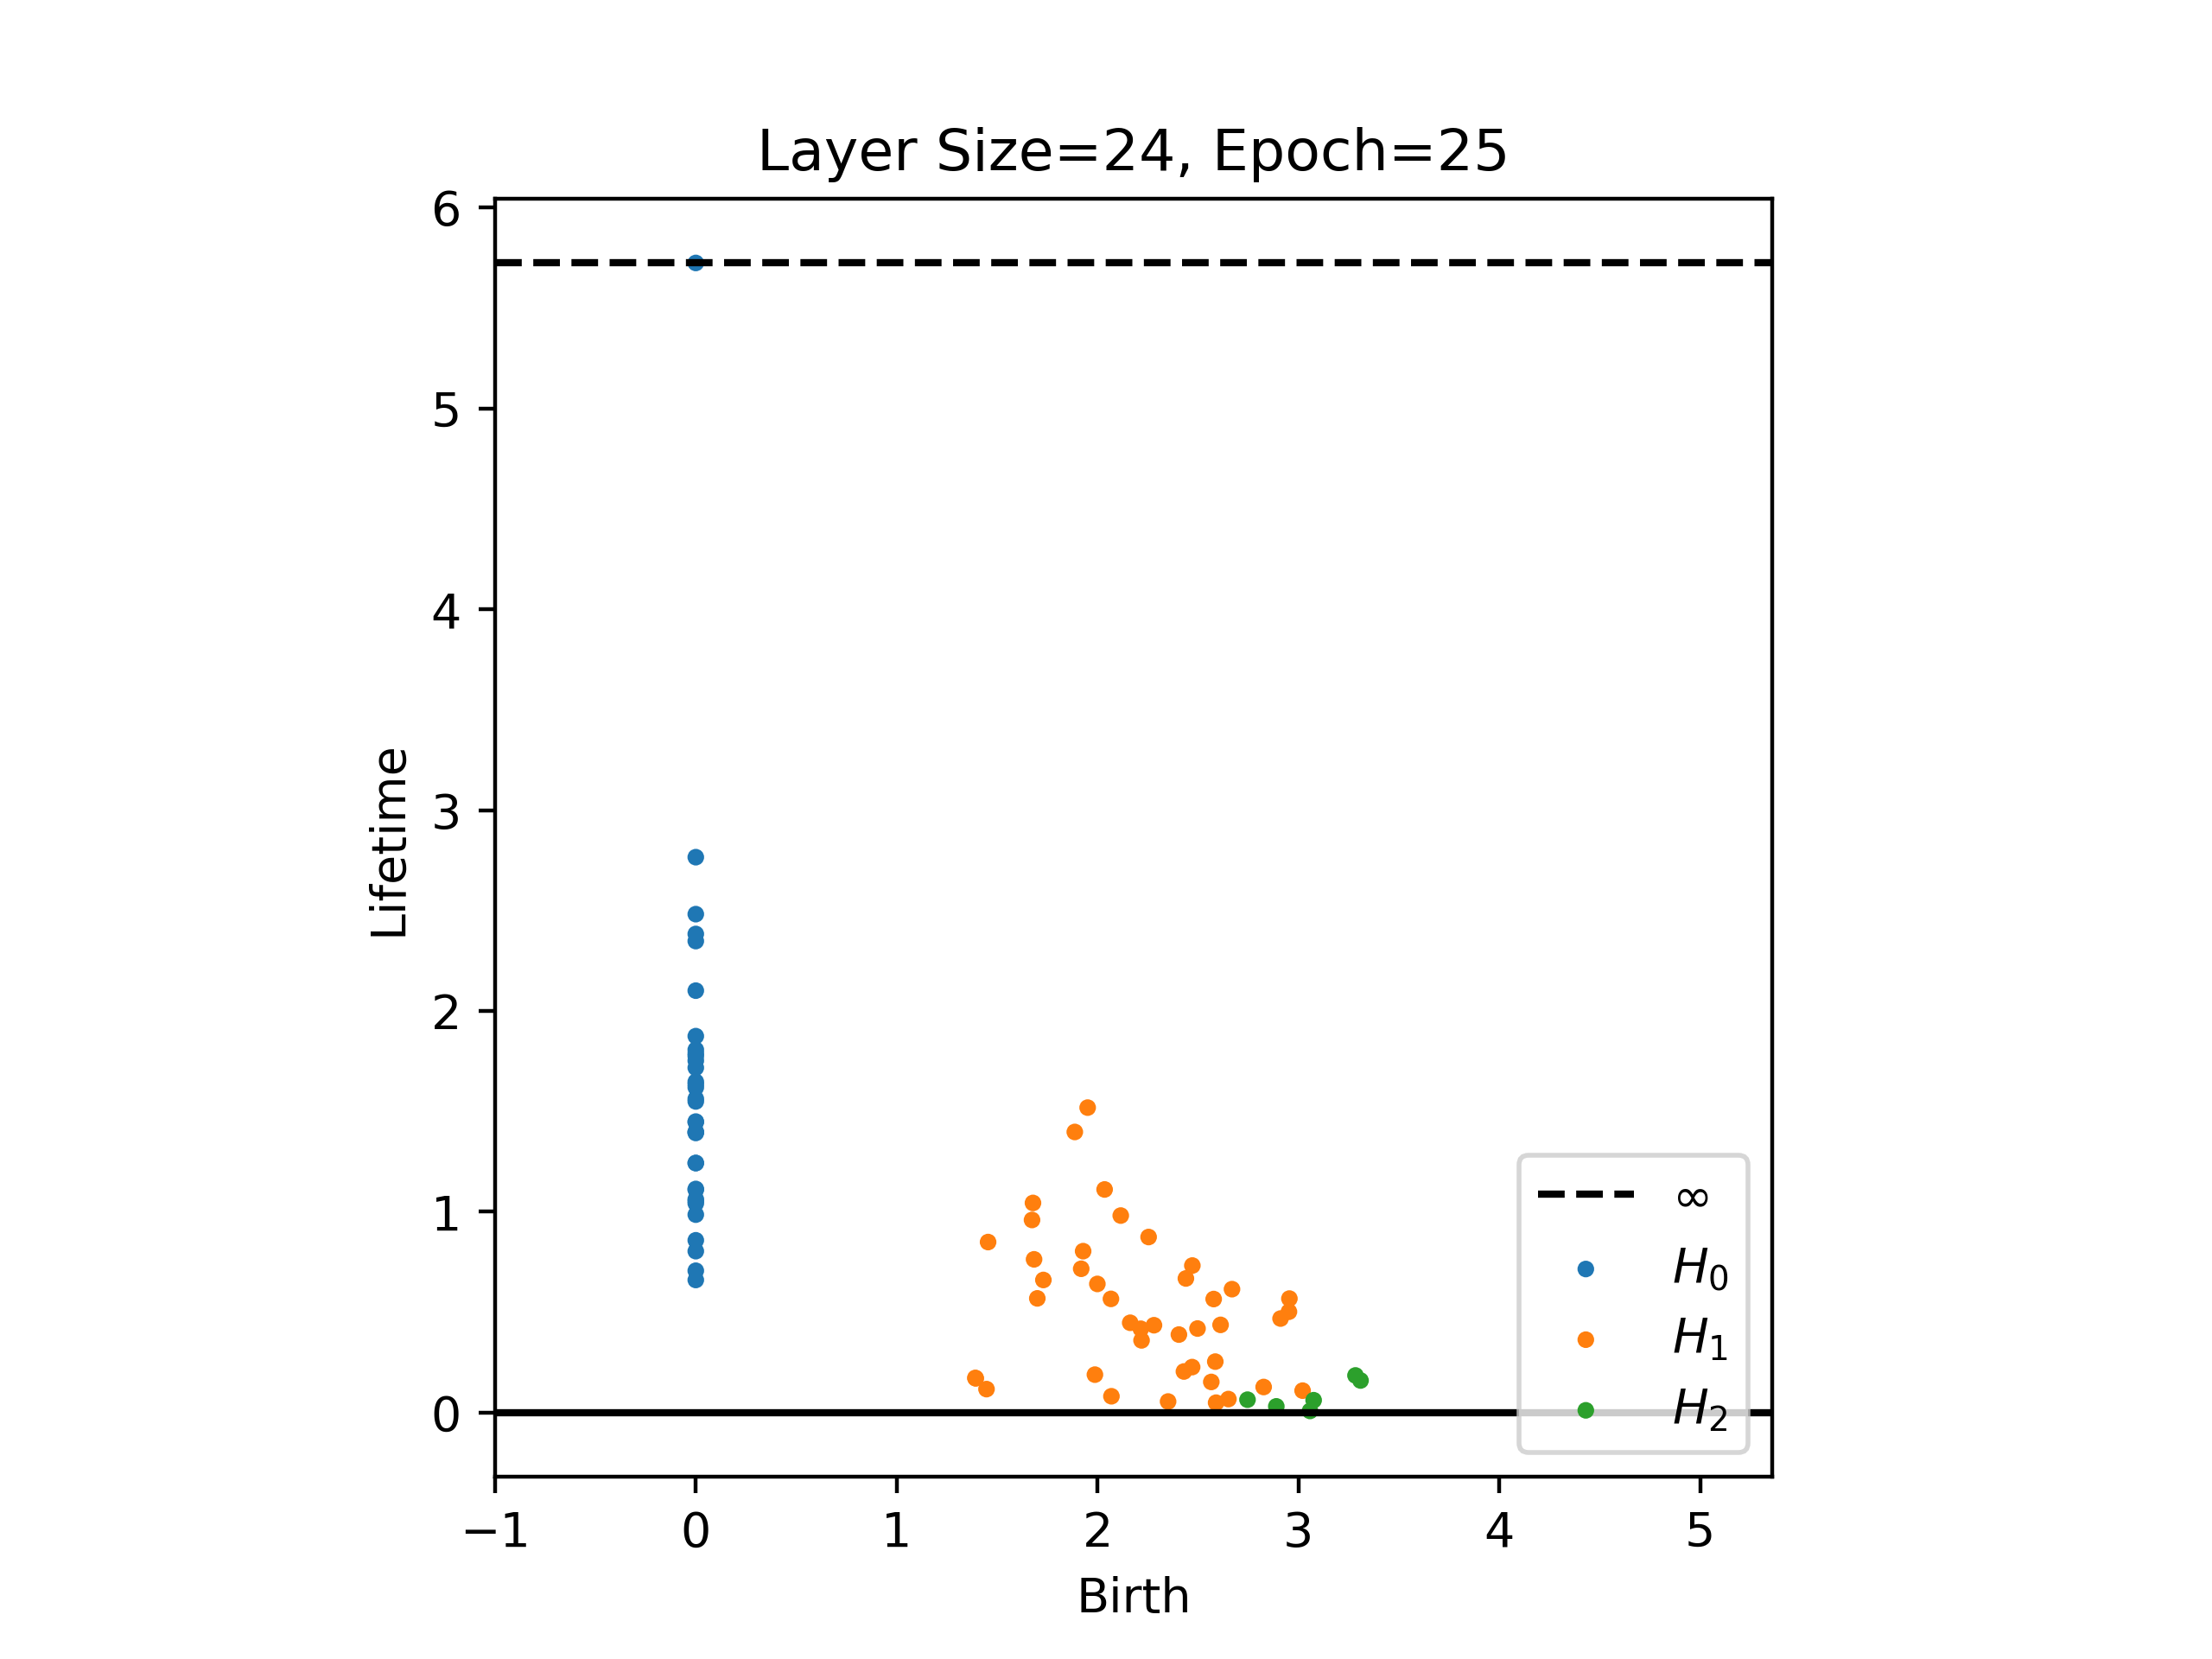 Layer Size=24, Epoch=25
6
5
4
3
2
1
0
Lifetime
∞
H₀
H₁
H₂
−1 0 1 2 3 4 5
Birth